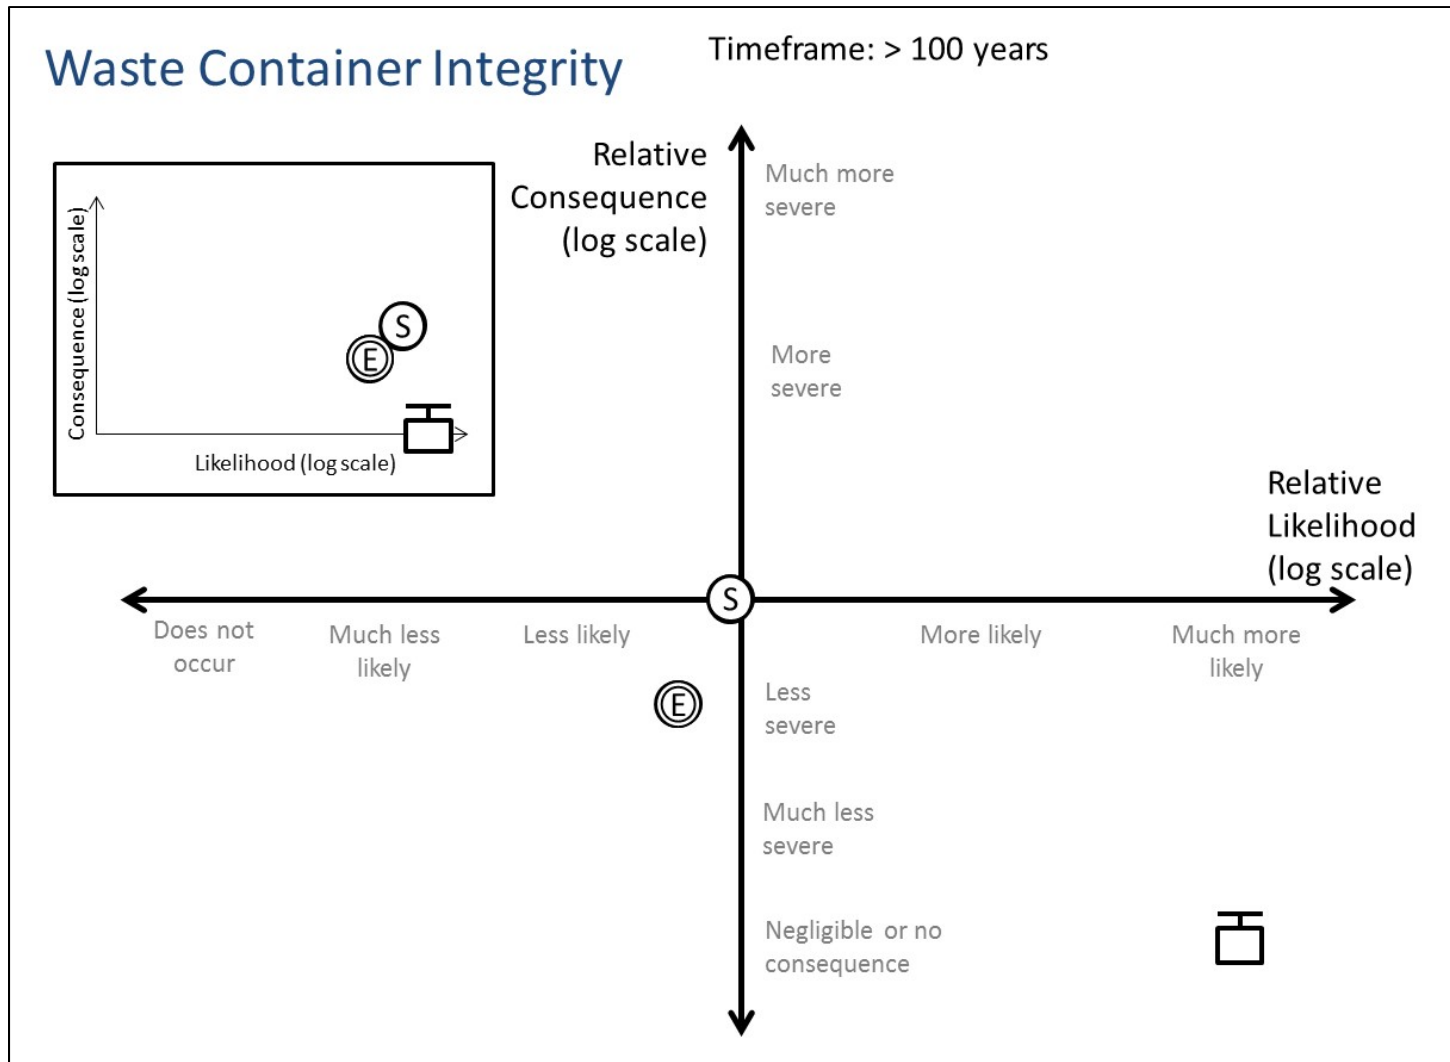 Waste Container Integrity
Timeframe: > 100 years
Relative
Consequence
(log scale)
Much more
severe
Consequence (log scale)
S
E
Likelihood (log scale)
More
severe
Relative
Likelihood
(log scale)
S
Does not
occur
Much less
likely
Less likely
More likely
Much more
likely
E
Less
severe
Much less
severe
Negligible or no
consequence